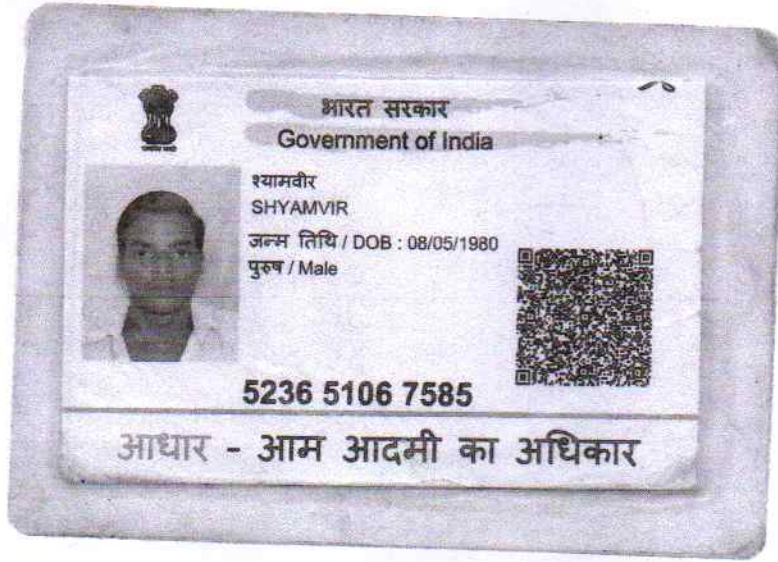 भारत सरकार
Government of India
श्यामवीर
SHYAMVIR
जन्म तिथि / DOB : 08/05/1980
पुरुष / Male
5236 5106 7585
आधार - आम आदमी का अधिकार